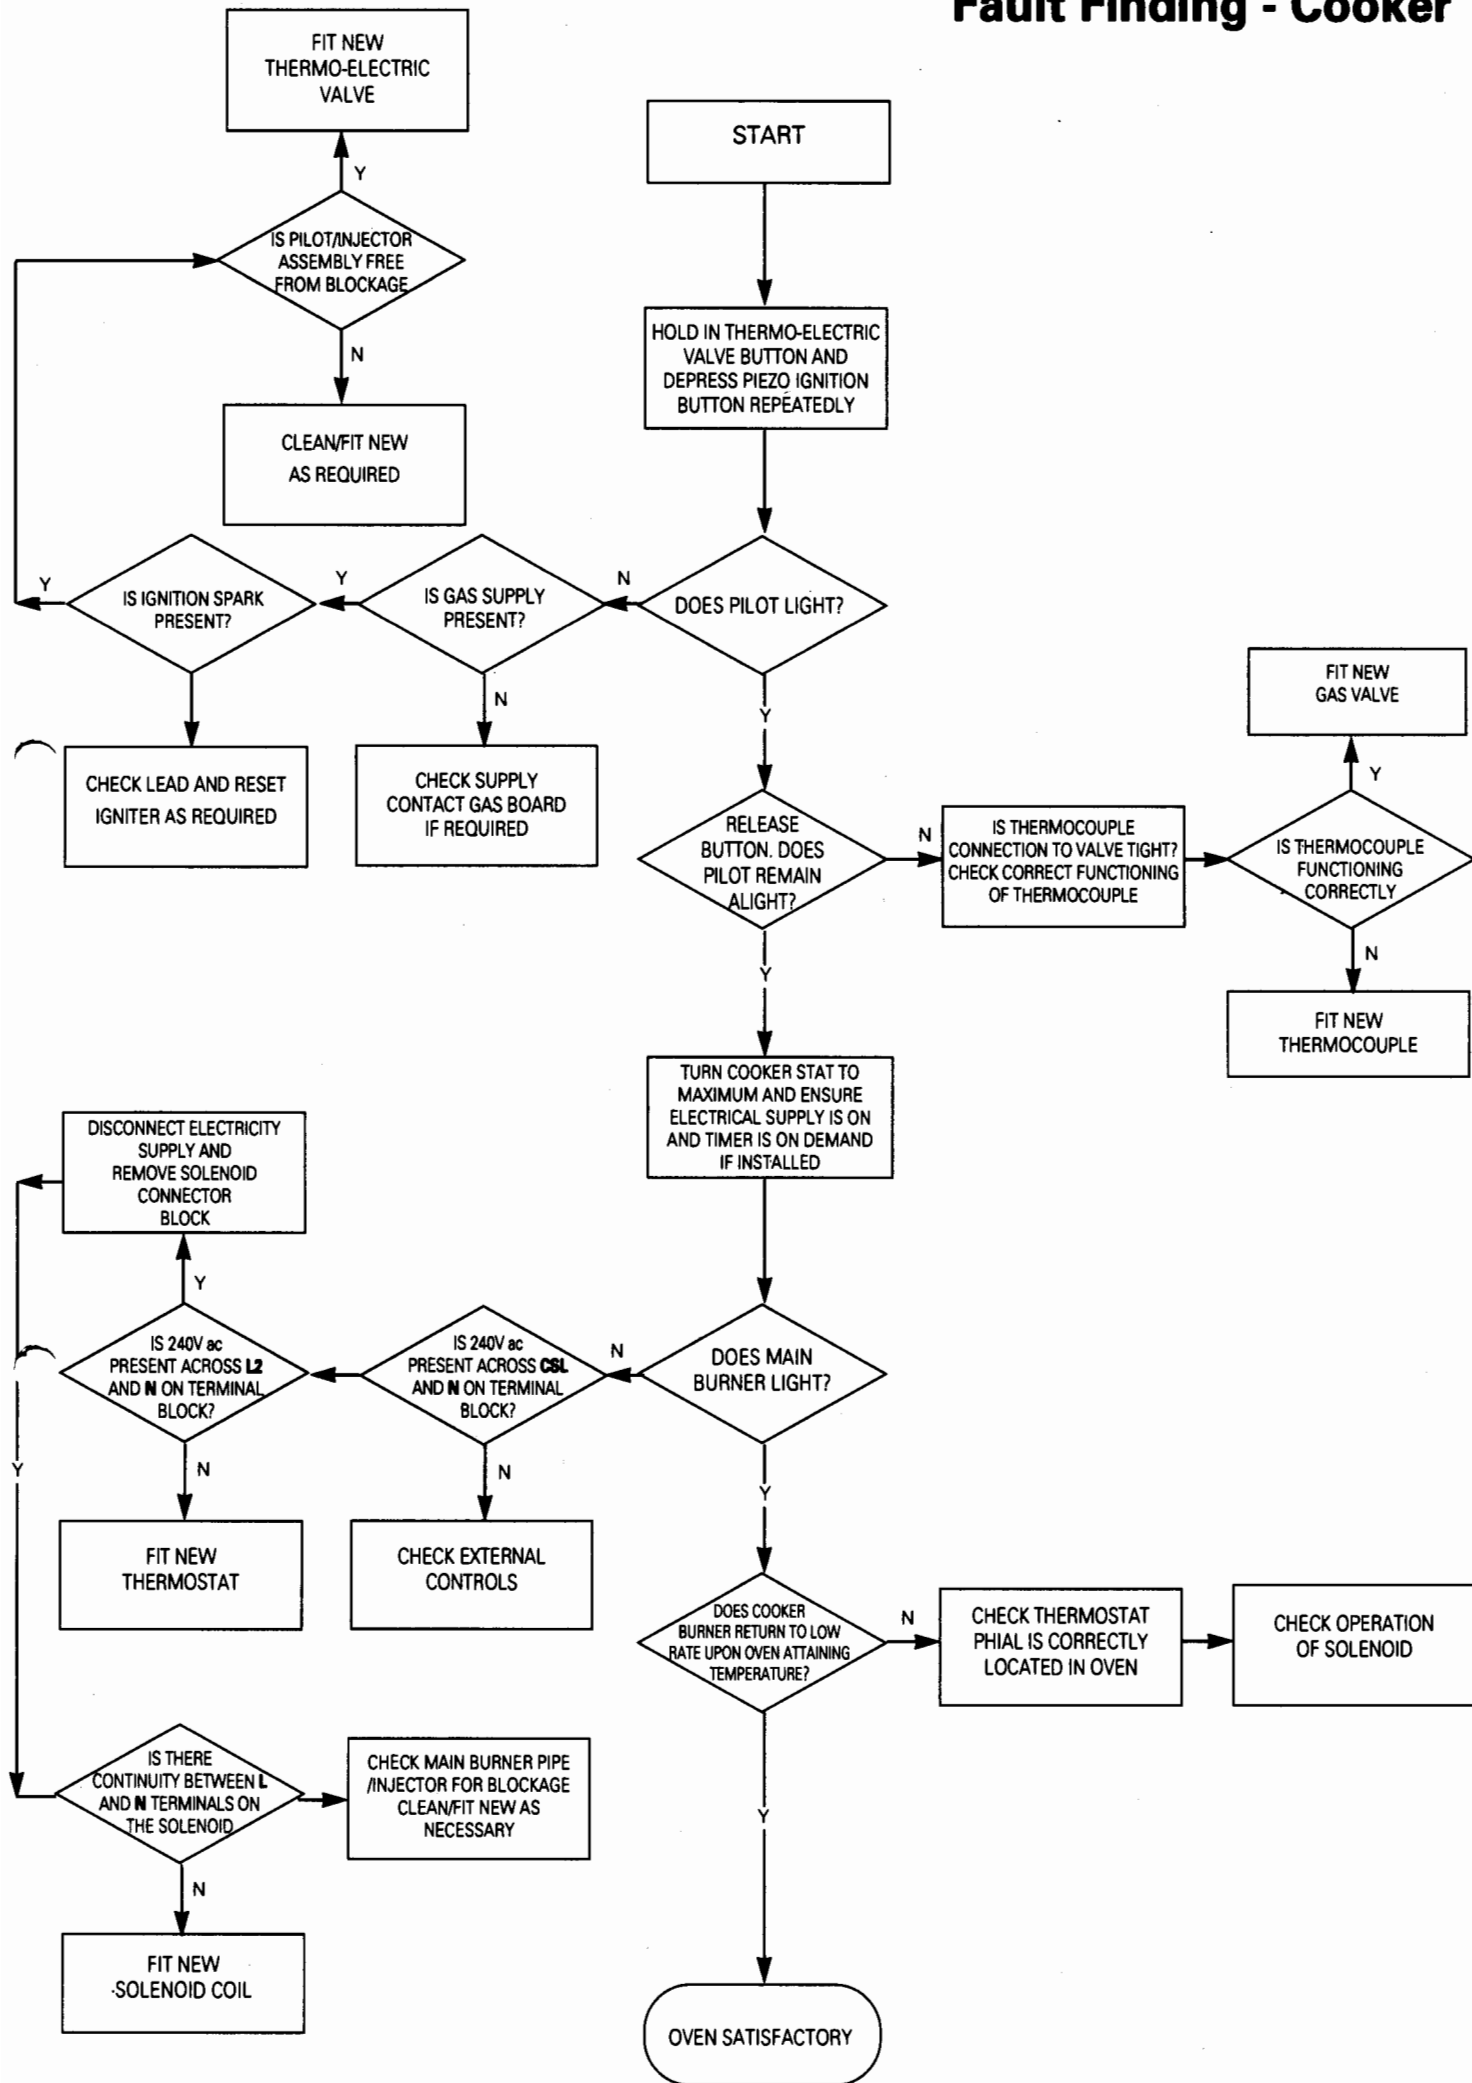 Fault Finding - Cooker
FIT NEW
THERMO-ELECTRIC
VALVE
START
Y
IS PILOT/INJECTOR
ASSEMBLY FREE
FROM BLOCKAGE
HOLD IN THERMO-ELECTRIC
VALVE BUTTON AND
DEPRESS PIEZO IGNITION
BUTTON REPEATEDLY
N
CLEAN/FIT NEW
AS REQUIRED
Y
IS IGNITION SPARK
PRESENT?
Y
IS GAS SUPPLY
PRESENT?
N
DOES PILOT LIGHT?
N
Y
CHECK LEAD AND RESET
IGNITER AS REQUIRED
CHECK SUPPLY
CONTACT GAS BOARD
IF REQUIRED
FIT NEW
GAS VALVE
Y
RELEASE
BUTTON. DOES
PILOT REMAIN
ALIGHT?
N
IS THERMOCOUPLE
CONNECTION TO VALVE TIGHT?
CHECK CORRECT FUNCTIONING
OF THERMOCOUPLE
IS THERMOCOUPLE
FUNCTIONING
CORRECTLY
N
FIT NEW
THERMOCOUPLE
Y
TURN COOKER STAT TO
MAXIMUM AND ENSURE
ELECTRICAL SUPPLY IS ON
AND TIMER IS ON DEMAND
IF INSTALLED
DISCONNECT ELECTRICITY
SUPPLY AND
REMOVE SOLENOID
CONNECTOR
BLOCK
Y
IS 240V ac
PRESENT ACROSS L2
AND N ON TERMINAL
BLOCK?
IS 240V ac
PRESENT ACROSS CSL
AND N ON TERMINAL
BLOCK?
N
DOES MAIN
BURNER LIGHT?
Y
N
N
Y
FIT NEW
THERMOSTAT
CHECK EXTERNAL
CONTROLS
DOES COOKER
BURNER RETURN TO LOW
RATE UPON OVEN ATTAINING
TEMPERATURE?
N
CHECK THERMOSTAT
PHIAL IS CORRECTLY
LOCATED IN OVEN
CHECK OPERATION
OF SOLENOID
IS THERE
CONTINUITY BETWEEN L
AND N TERMINALS ON
THE SOLENOID
CHECK MAIN BURNER PIPE
/INJECTOR FOR BLOCKAGE
CLEAN/FIT NEW AS
NECESSARY
Y
N
FIT NEW
SOLENOID COIL
OVEN SATISFACTORY